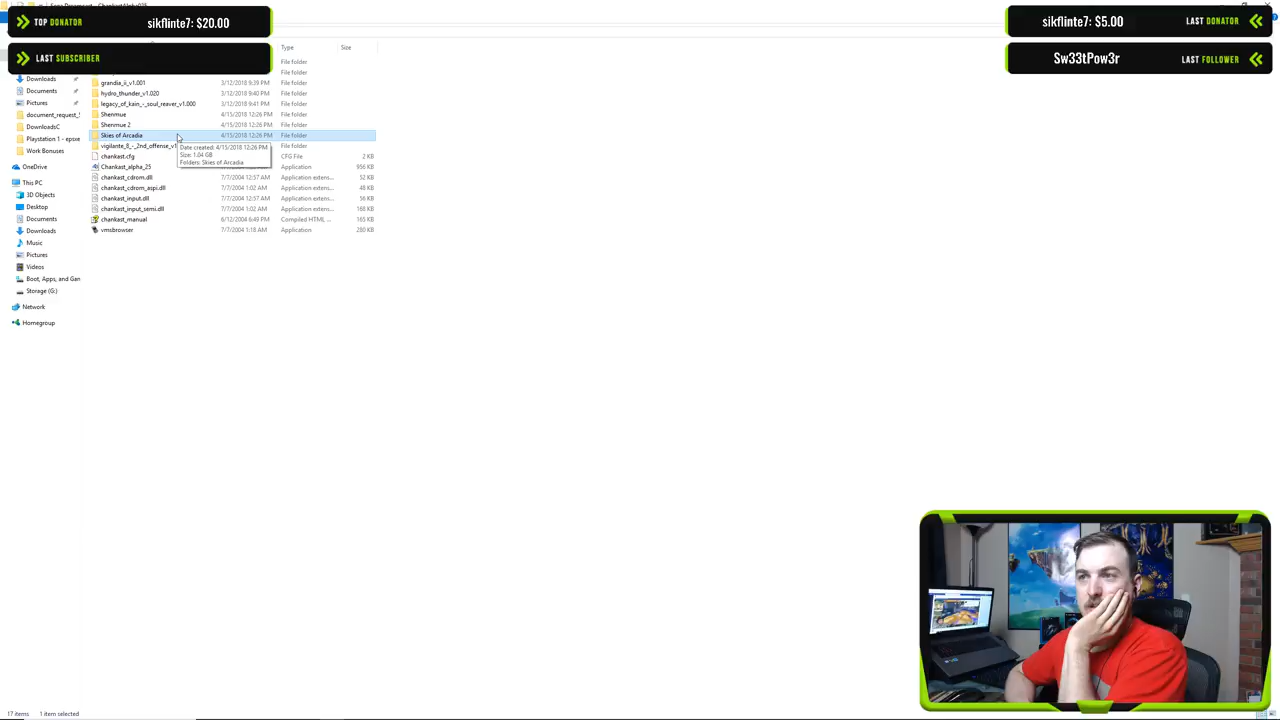 TOP DONATOR
sikflinte7: $20.00
sikflinte7: $5.00
LAST DONATOR
LAST SUBSCRIBER
Sw33tPow3r
LAST FOLLOWER
Type
Size
File folder
File folder
Downloads
grandia_ii_v1.001 3/12/2018 9:39 PM File folder
Documents
hydro_thunder_v1.020 3/12/2018 9:40 PM File folder
Pictures
legacy_of_kain_-_soul_reaver_v1.000 3/12/2018 9:41 PM File folder
document_request_
Shenmue 4/15/2018 12:26 PM File folder
DownloadsC
Shenmue 2 4/15/2018 12:26 PM File folder
Playstation 1 - epsxe
Skies of Arcadia 4/15/2018 12:26 PM File folder
Work Bonuses
vigilante_8_-_2nd_offense_v1 File folder
Date created: 4/15/2018 12:26 PM
Size: 1.04 GB
Folders: Skies of Arcadia
chankast.cfg CFG File 2 KB
OneDrive
Chankast_alpha_25 Application 956 KB
chankast_cdrom.dll 7/7/2004 12:57 AM Application extens... 52 KB
This PC
chankast_cdrom_aspi.dll 7/7/2004 1:02 AM Application extens... 48 KB
3D Objects
chankast_input.dll 7/7/2004 12:57 AM Application extens... 56 KB
Desktop
chankast_input_semi.dll 7/7/2004 1:02 AM Application extens... 168 KB
Documents
chankast_manual 6/12/2004 6:49 PM Compiled HTML ... 165 KB
Downloads
vmsbrowser 7/7/2004 1:18 AM Application 280 KB
Music
Pictures
Videos
Boot, Apps, and Gan
Storage (G:)
Network
Homegroup
17 items 1 item selected